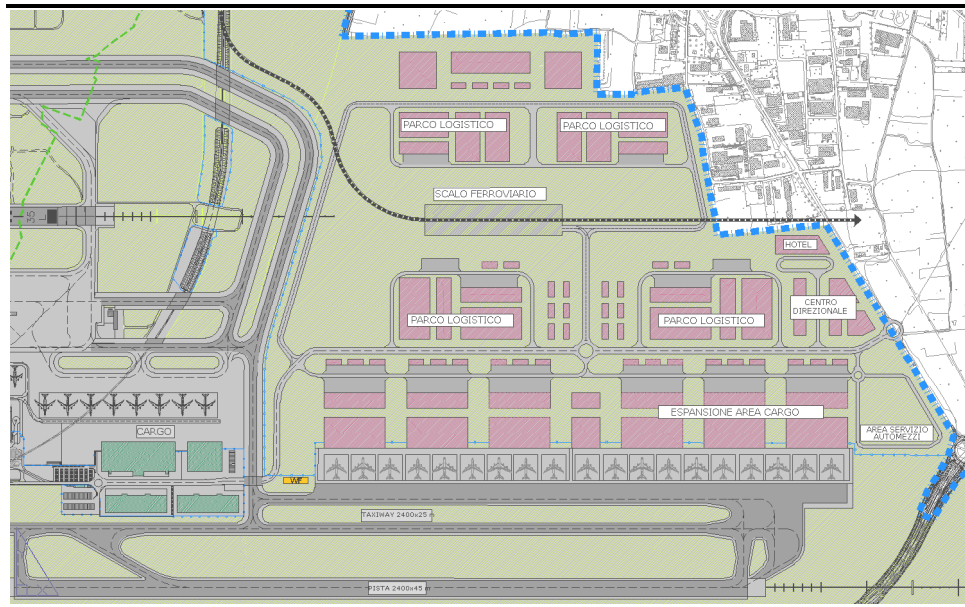 PARCO LOGISTICO
PARCO LOGISTICO
SCALO FERROVIARIO
35
L
HOTEL
CENTRO
DIREZIONALE
PARCO LOGISTICO
PARCO LOGISTICO
ESPANSIONE AREA CARGO
CARGO
AREA SERVIZIO
AUTOMEZZI
VVF
TAXIWAY 2400x25 m
PISTA 2400x45 m